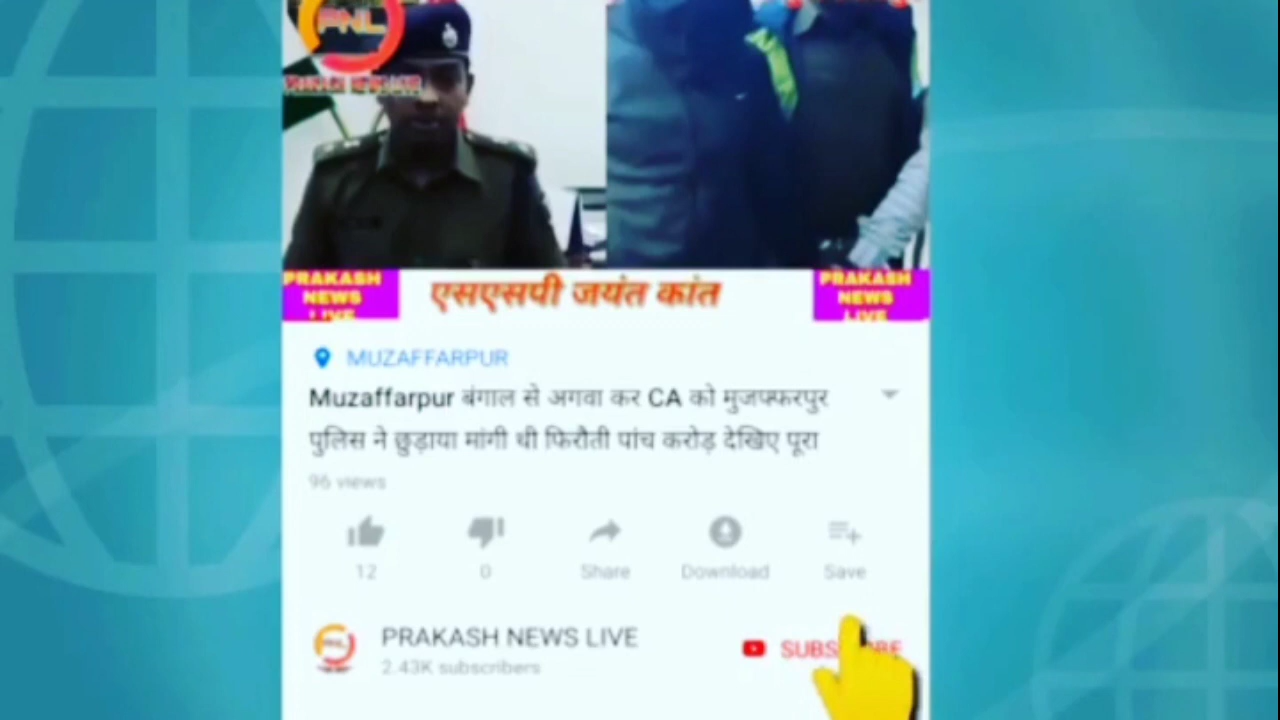 PNL
PRAKASH
NEWS
LIVE
एसएसपी जयंत कांत
PRAKASH
NEWS
LIVE
MUZAFFARPUR
Muzaffarpur बंगाल से अगवा कर CA को मुजफ्फरपुर
पुलिस ने छुड़ाया मांगी थी फिरौती पांच करोड़ देखिए पूरा
96 views
12
0
Share
Download
Save
PRAKASH NEWS LIVE
2.43K subscribers